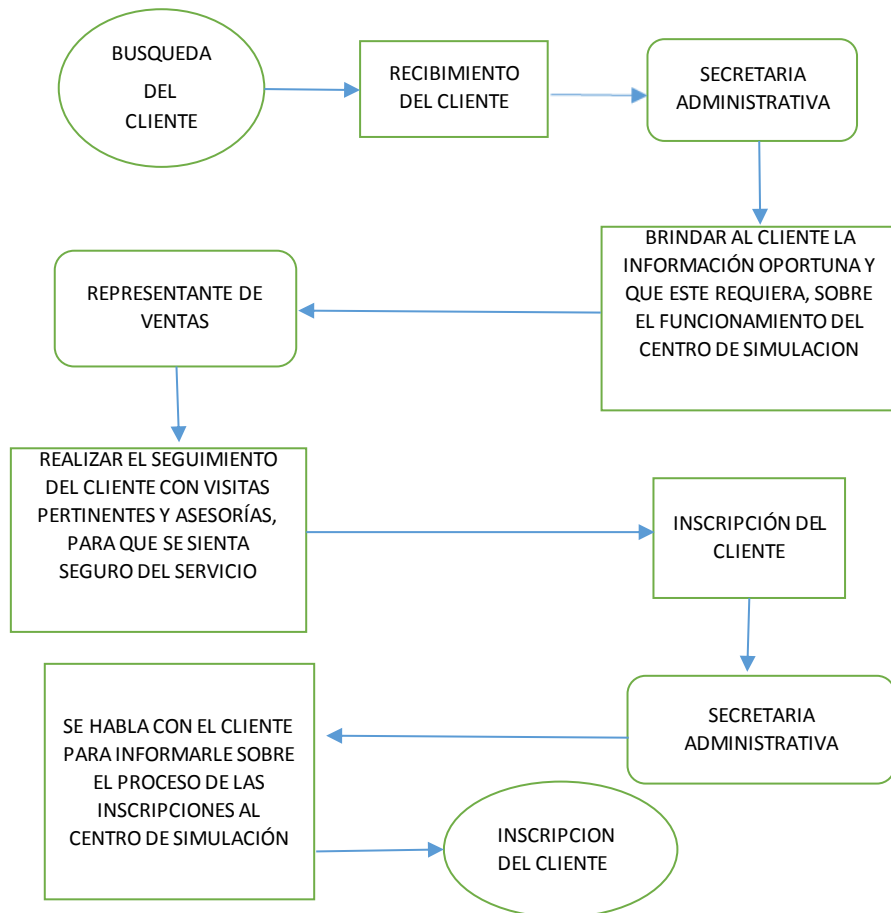 BUSQUEDA
DEL
CLIENTE
RECIBIMIENTO
DEL CLIENTE
SECRETARIA
ADMINISTRATIVA
BRINDAR AL CLIENTE LA
INFORMACIÓN OPORTUNA Y
QUE ESTE REQUIERA, SOBRE
EL FUNCIONAMIENTO DEL
CENTRO DE SIMULACION
REPRESENTANTE DE
VENTAS
REALIZAR EL SEGUIMIENTO
DEL CLIENTE CON VISITAS
PERTINENTES Y ASESORÍAS,
PARA QUE SE SIENTA
SEGURO DEL SERVICIO
INSCRIPCIÓN DEL
CLIENTE
SECRETARIA
ADMINISTRATIVA
SE HABLA CON EL CLIENTE
PARA INFORMARLE SOBRE
EL PROCESO DE LAS
INSCRIPCIONES AL
CENTRO DE SIMULACIÓN
INSCRIPCION
DEL CLIENTE